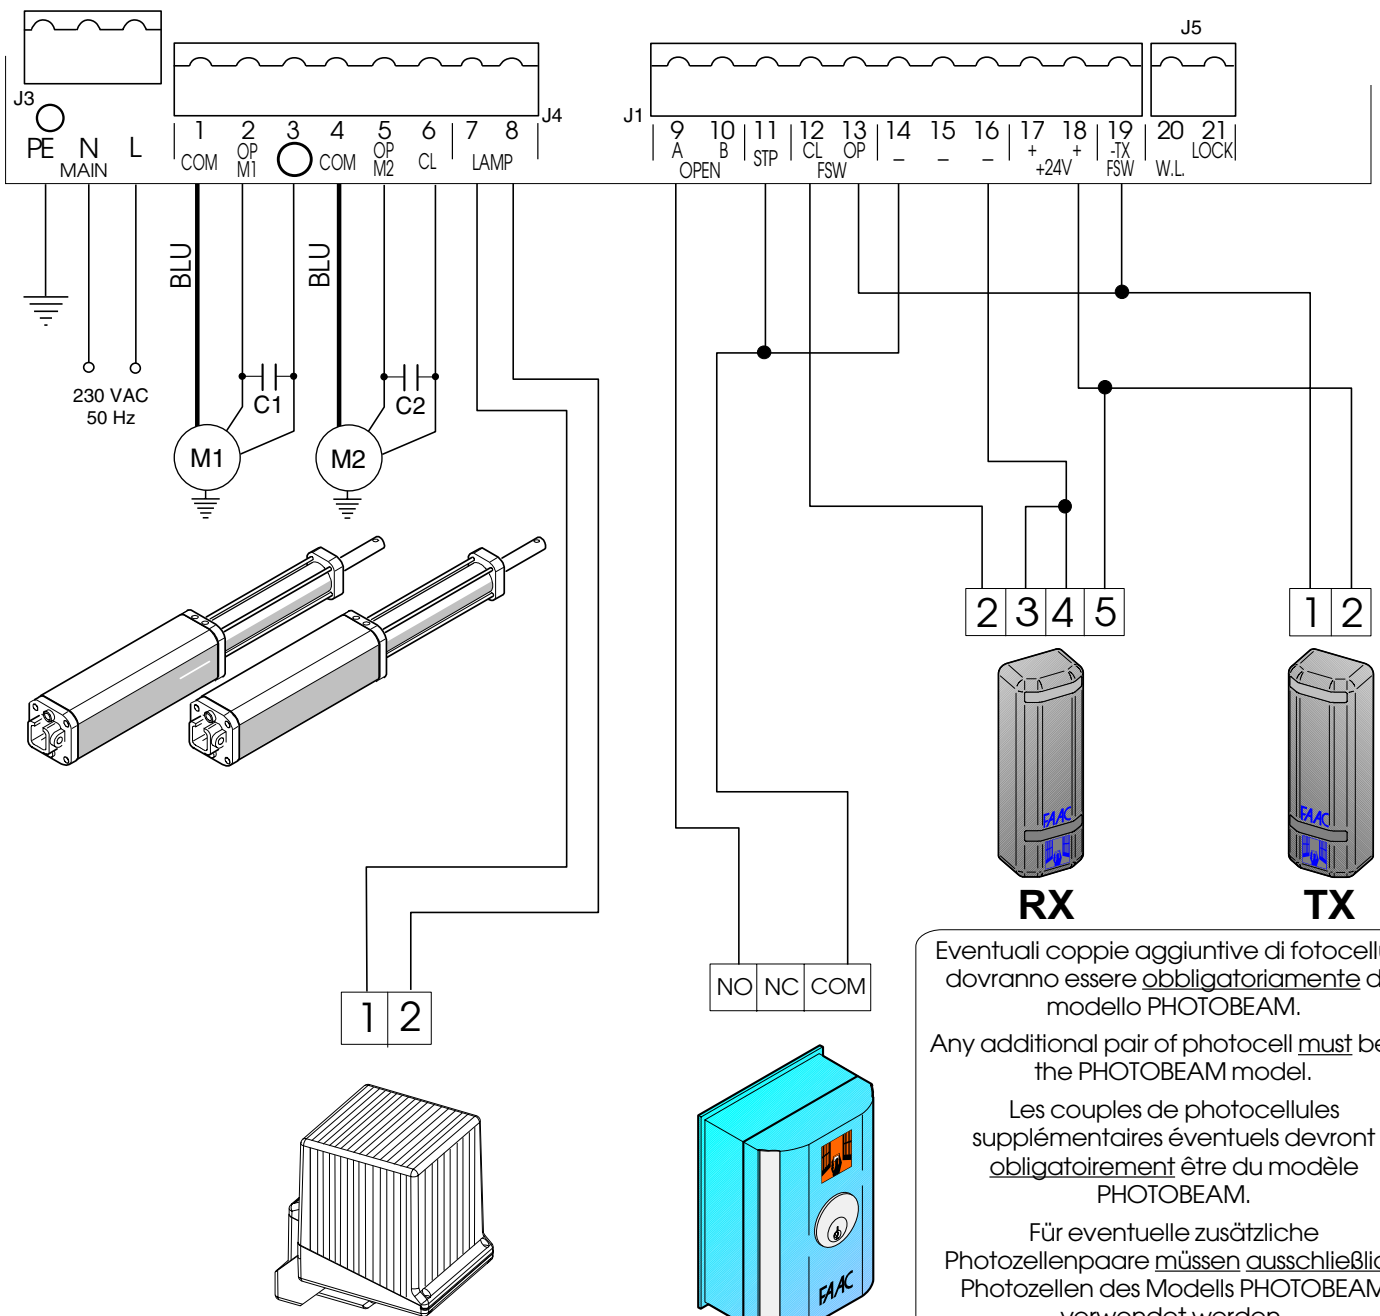 J5
J3
J4
J1
PE N L
MAIN
1 2 3 4 5 6 7 8
COM OP M1 COM OP M2 CL LAMP
9 10 11 12 13 14 15 16 17 18 19 20 21
A B STP CL OP _ _ _ + + -TX LOCK
OPEN FSW +24V FSW W.L.
BLU BLU
230 VAC
50 Hz
C1 C2
M1 M2
2 3 4 5
1 2
FAAC
FAAC
RX TX
NO NC COM
1 2
FAAC
Eventuali coppie aggiuntive di
dovranno essere obbligatoriamente
modello PHOTOBEAM.
Any additional pair of photocell must be
the PHOTOBEAM model.
Les couples de photocellules
supplémentaires éventuels devront
obligatoirement être du modèle
PHOTOBEAM.
Für eventuelle zusätzliche
Photozellenpaare müssen
Photozellen des Modells PHOTOBEAM
verwendet werden